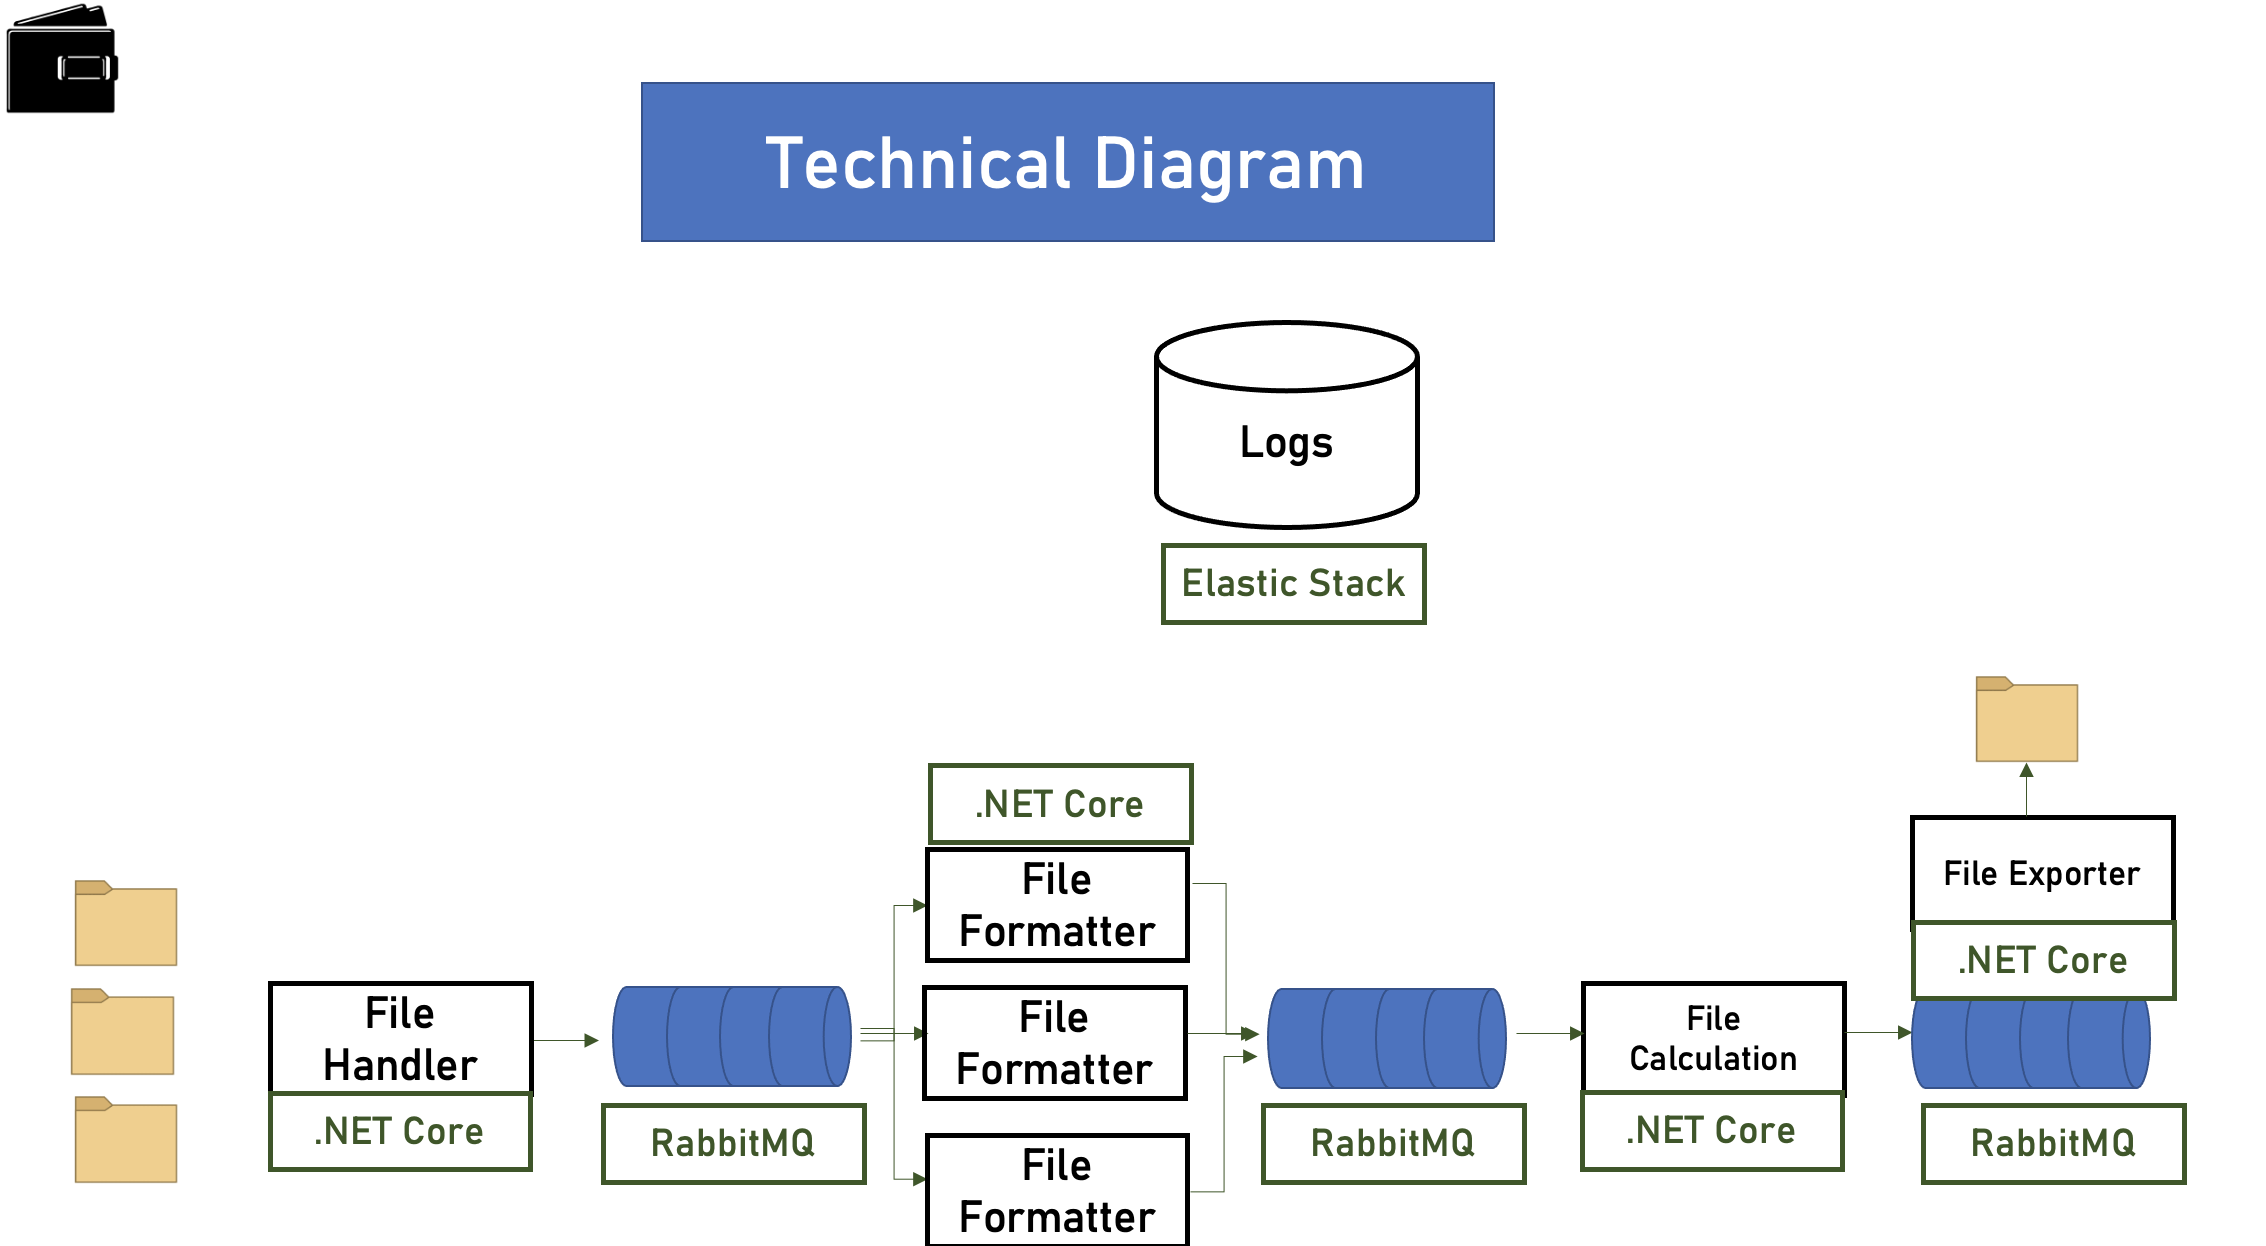 Technical Diagram
Logs
Elastic Stack
.NET Core
File
Formatter
File
Formatter
File
Formatter
File
Handler
.NET Core
RabbitMQ
RabbitMQ
File
Calculation
.NET Core
File Exporter
.NET Core
RabbitMQ